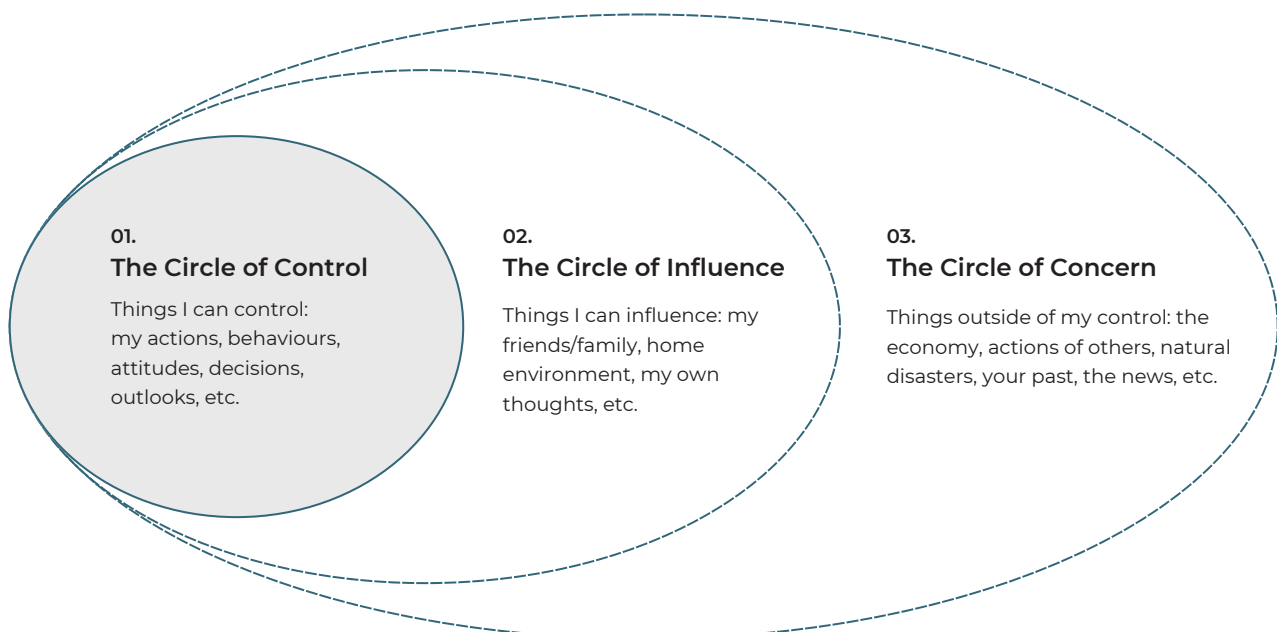 01.
The Circle of Control
Things I can control:
my actions, behaviours,
attitudes, decisions,
outlooks, etc.
02.
The Circle of Influence
Things I can influence: my
friends/family, home
environment, my own
thoughts, etc.
03.
The Circle of Concern
Things outside of my control: the
economy, actions of others, natural
disasters, your past, the news, etc.